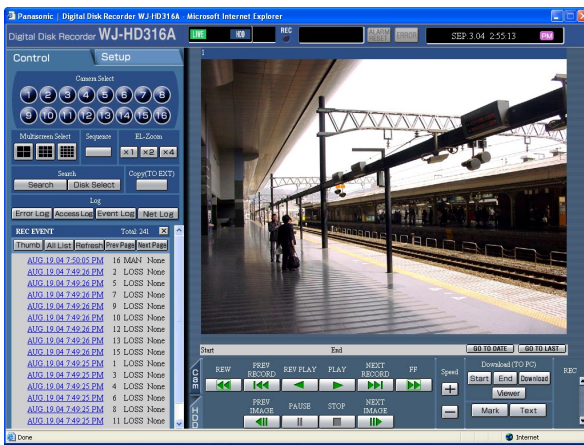 Panasonic | Digital Disk Recorder WJ-HD316A - Microsoft Internet Explorer
Digital Disk Recorder WJ-HD316A
LIVE HDD REC ALARM RESET ERROR SEP.3.04 2:55:13 PM
Control Setup
1
Camera Select
1 2 3 4 5 6 7 8
9 10 11 12 13 14 15 16
Multiscreen Select Sequence EL-Zoom
×1 ×2 ×4
Search Copy(TO EXT)
Search Disk Select
Log
Error Log Access Log Event Log Net Log
REC EVENT Total: 241
Thumb All List Refresh Prev Page Next Page
AUG.19.04 7:50:05 PM 16 MAN None
AUG.19.04 7:49:26 PM 2 LOSS None
AUG.19.04 7:49:26 PM 5 LOSS None
AUG.19.04 7:49:26 PM 7 LOSS None
AUG.19.04 7:49:26 PM 9 LOSS None
AUG.19.04 7:49:26 PM 10 LOSS None
AUG.19.04 7:49:26 PM 12 LOSS None
AUG.19.04 7:49:26 PM 13 LOSS None
AUG.19.04 7:49:26 PM 15 LOSS None
AUG.19.04 7:49:25 PM 1 LOSS None
AUG.19.04 7:49:25 PM 3 LOSS None
AUG.19.04 7:49:25 PM 4 LOSS None
AUG.19.04 7:49:25 PM 6 LOSS None
AUG.19.04 7:49:25 PM 8 LOSS None
AUG.19.04 7:49:25 PM 11 LOSS None
Start End GO TO DATE GO TO LAST
Cam
HDD
REW PREV RECORD REV PLAY PLAY NEXT RECORD FF
PREV IMAGE PAUSE STOP NEXT IMAGE
Speed
+
–
Download (TO PC)
Start End Download
Viewer
Mark Text
REC
Done Internet